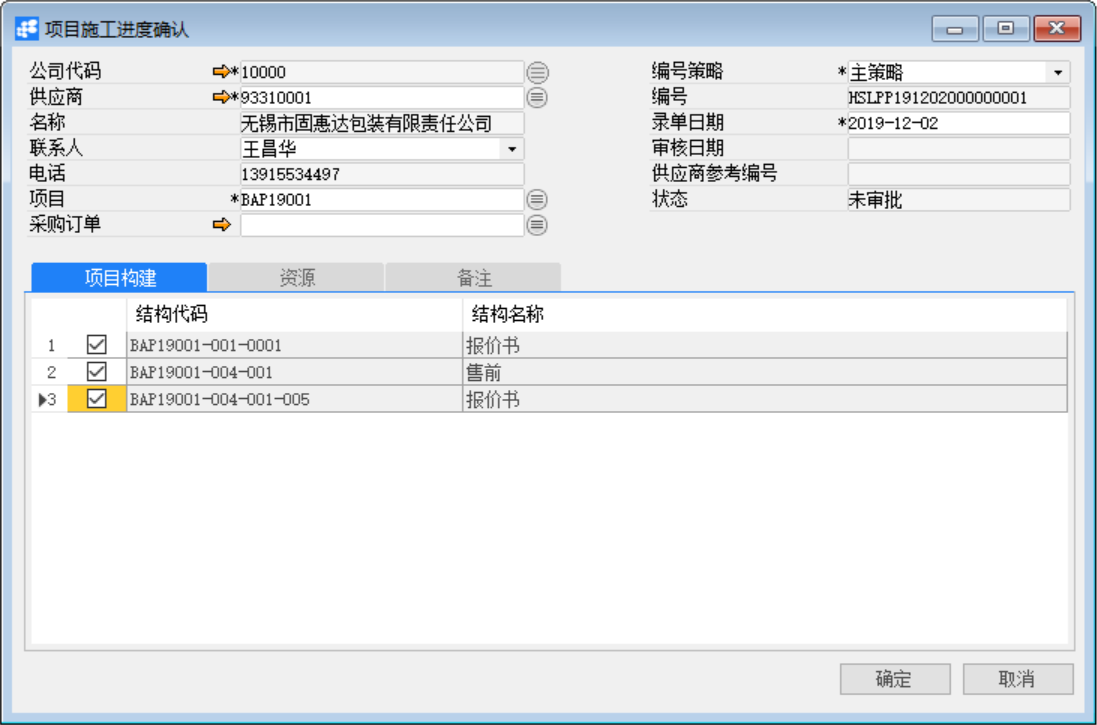 项目施工进度确认
公司代码 *10000 编号策略 *主策略
供应商 *93310001 编号 HSLPP191202000000001
名称 无锡市固惠达包装有限责任公司 录单日期 *2019-12-02
联系人 王昌华 审核日期
电话 13915534497 供应商参考编号
项目 *BAP19001 状态 未审批
采购订单
项目构建 资源 备注
结构代码 结构名称
1 BAP19001-001-0001 报价书
2 BAP19001-004-001 售前
3 BAP19001-004-001-005 报价书
确定 取消